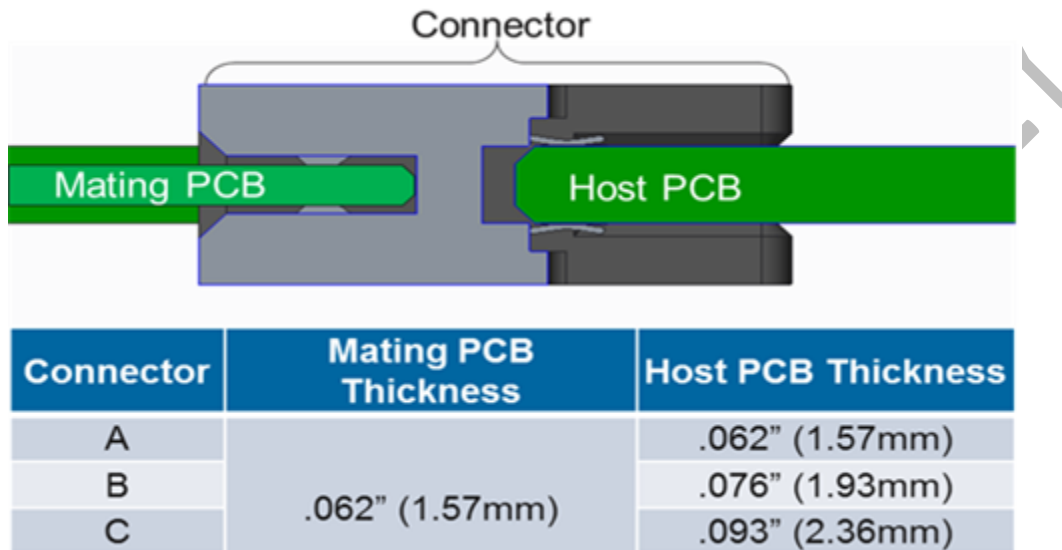 Connector
Mating PCB
Host PCB
Connector
Mating PCB
Thickness
Host PCB Thickness
A
.062” (1.57mm)
B
.076” (1.93mm)
.062” (1.57mm)
C
.093” (2.36mm)